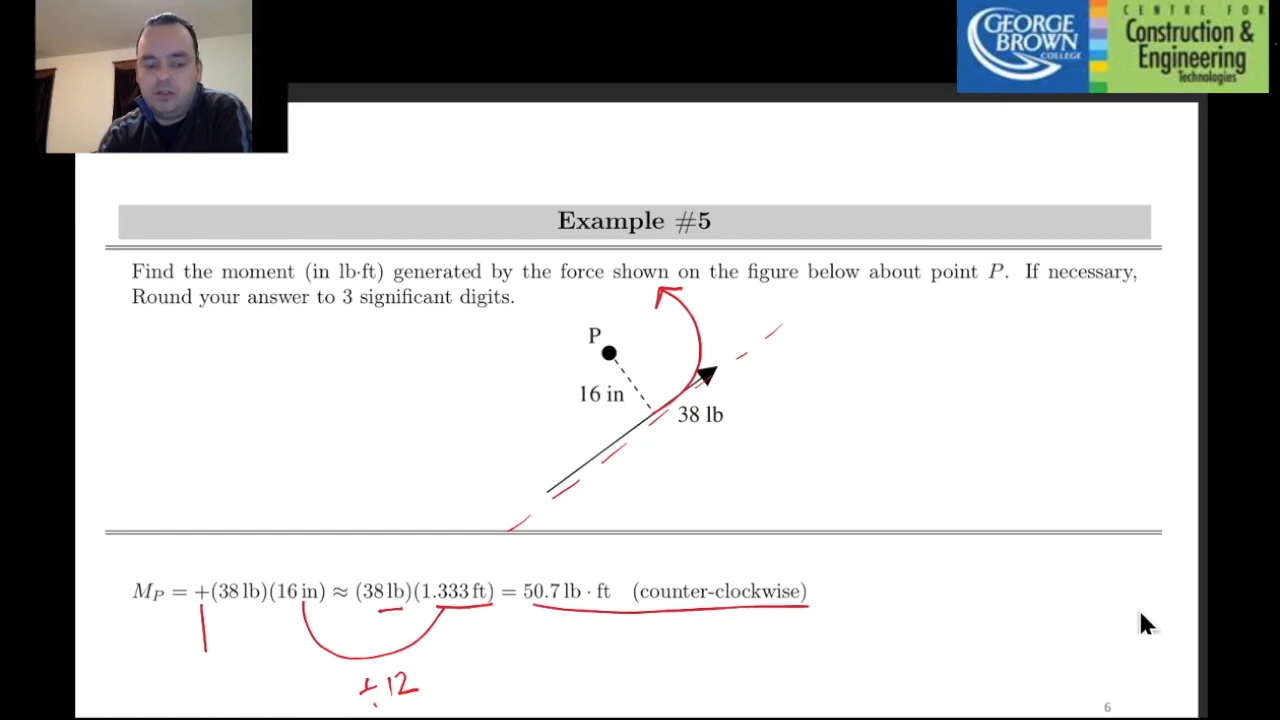 GEORGE
BROWN
COLLEGE
CENTRE FOR
Construction &
Engineering
Technologies
Example #5
Find the moment (in lb·ft) generated by the force shown on the figure below about point P. If necessary,
Round your answer to 3 significant digits.
P
16 in
38 lb
M_P = +(38 lb)(16 in) ≈ (38 lb)(1.333 ft) = 50.7 lb · ft (counter-clockwise)
÷12
6